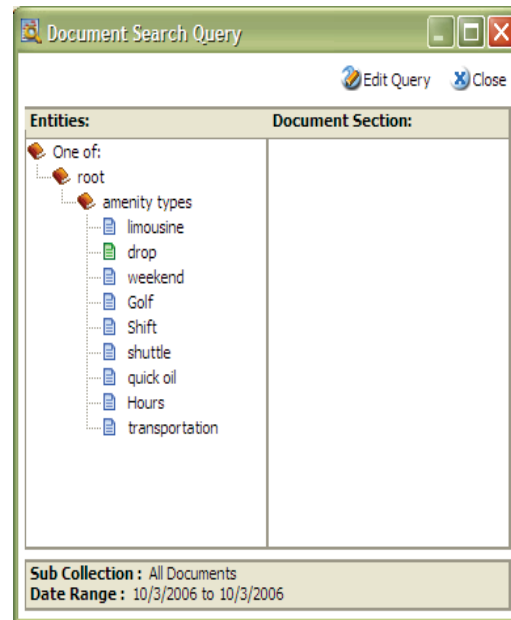 Document Search Query
Edit Query Close
Entities: Document Section:
One of:
root
amenity types
limousine
drop
weekend
Golf
Shift
shuttle
quick oil
Hours
transportation
Sub Collection : All Documents
Date Range : 10/3/2006 to 10/3/2006